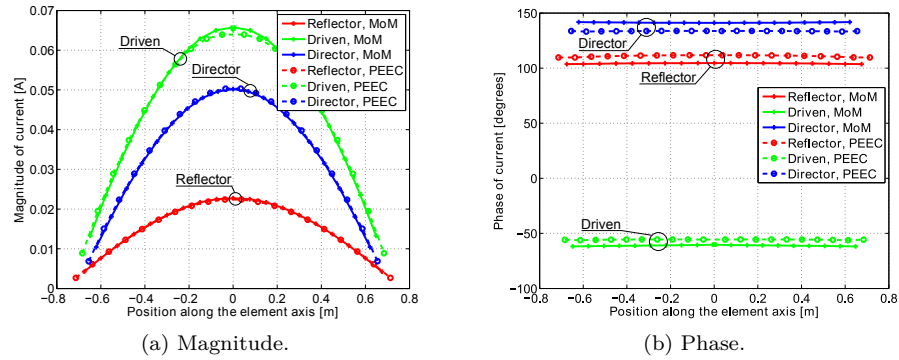 0.07
0.06
0.05
0.04
0.03
0.02
0.01
0
Magnitude of current [A]
Driven
Director
Reflector
Reflector, MoM
Driven, MoM
Director, MoM
Reflector, PEEC
Driven, PEEC
Director, PEEC
−0.8 −0.6 −0.4 −0.2 0 0.2 0.4 0.6 0.8
Position along the element axis [m]
(a) Magnitude.
150
100
50
0
−50
−100
Phase of current [degrees]
Director
Reflector
Driven
Reflector, MoM
Driven, MoM
Director, MoM
Reflector, PEEC
Driven, PEEC
Director, PEEC
−0.8 −0.6 −0.4 −0.2 0 0.2 0.4 0.6 0.8
Position along the element axis [m]
(b) Phase.